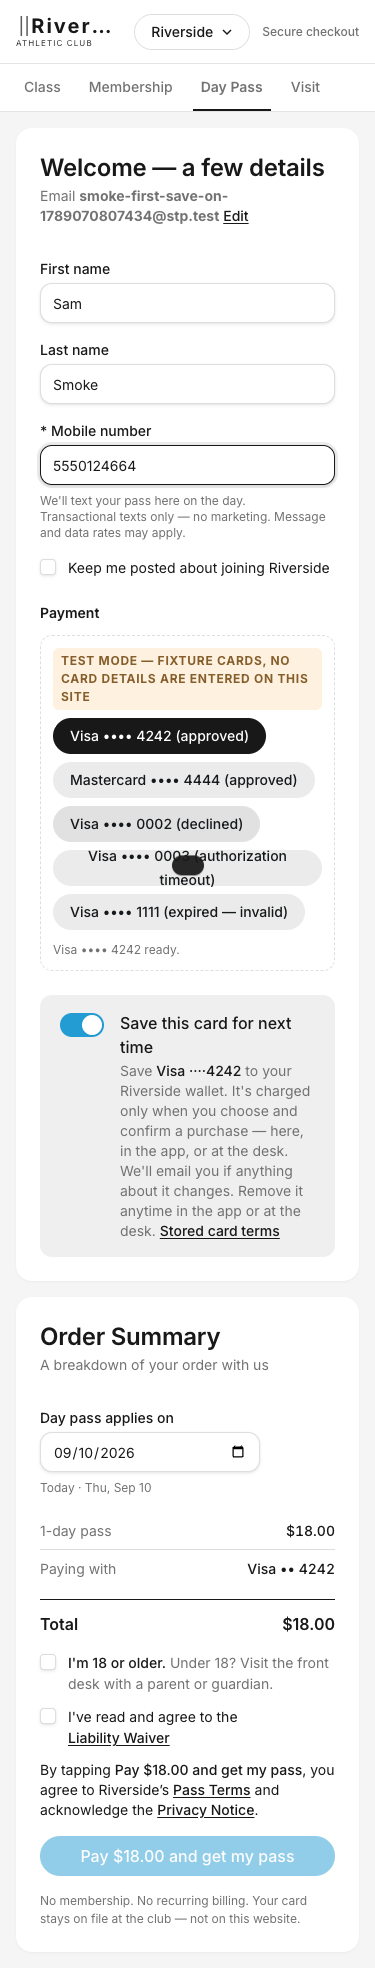 River...
ATHLETIC CLUB
Riverside
Secure checkout
Class
Membership
Day Pass
Visit
Welcome — a few details
Email smoke-first-save-on-
1789070807434@stp.test Edit
First name
Sam
Last name
Smoke
* Mobile number
5550124664
We'll text your pass here on the day.
Transactional texts only — no marketing. Message
and data rates may apply.
Keep me posted about joining Riverside
Payment
TEST MODE — FIXTURE CARDS, NO
CARD DETAILS ARE ENTERED ON THIS
SITE
Visa •••• 4242 (approved)
Mastercard •••• 4444 (approved)
Visa •••• 0002 (declined)
Visa •••• 0003 (authorization
timeout)
Visa •••• 1111 (expired — invalid)
Visa •••• 4242 ready.
Save this card for next
time
Save Visa ····4242 to your
Riverside wallet. It's charged
only when you choose and
confirm a purchase — here,
in the app, or at the desk.
We'll email you if anything
about it changes. Remove it
anytime in the app or at the
desk. Stored card terms
Order Summary
A breakdown of your order with us
Day pass applies on
09/10/2026
Today · Thu, Sep 10
1-day pass $18.00
Paying with Visa •• 4242
Total $18.00
I'm 18 or older. Under 18? Visit the front
desk with a parent or guardian.
I've read and agree to the
Liability Waiver
By tapping Pay $18.00 and get my pass, you
agree to Riverside’s Pass Terms and
acknowledge the Privacy Notice.
Pay $18.00 and get my pass
No membership. No recurring billing. Your card
stays on file at the club — not on this website.